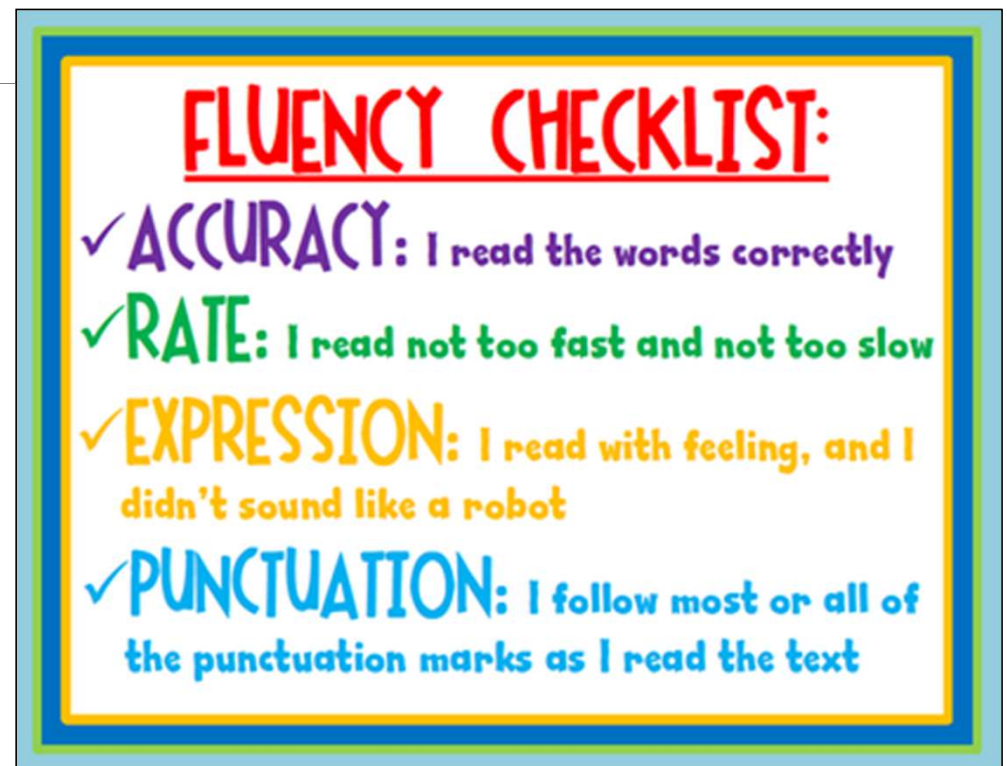 FLUENCY CHECKLIST:
✓ACCURACY: I read the words correctly
✓RATE: I read not too fast and not too slow
✓EXPRESSION: I read with feeling, and I
didn't sound like a robot
✓PUNCTUATION: I follow most or all of
the punctuation marks as I read the text